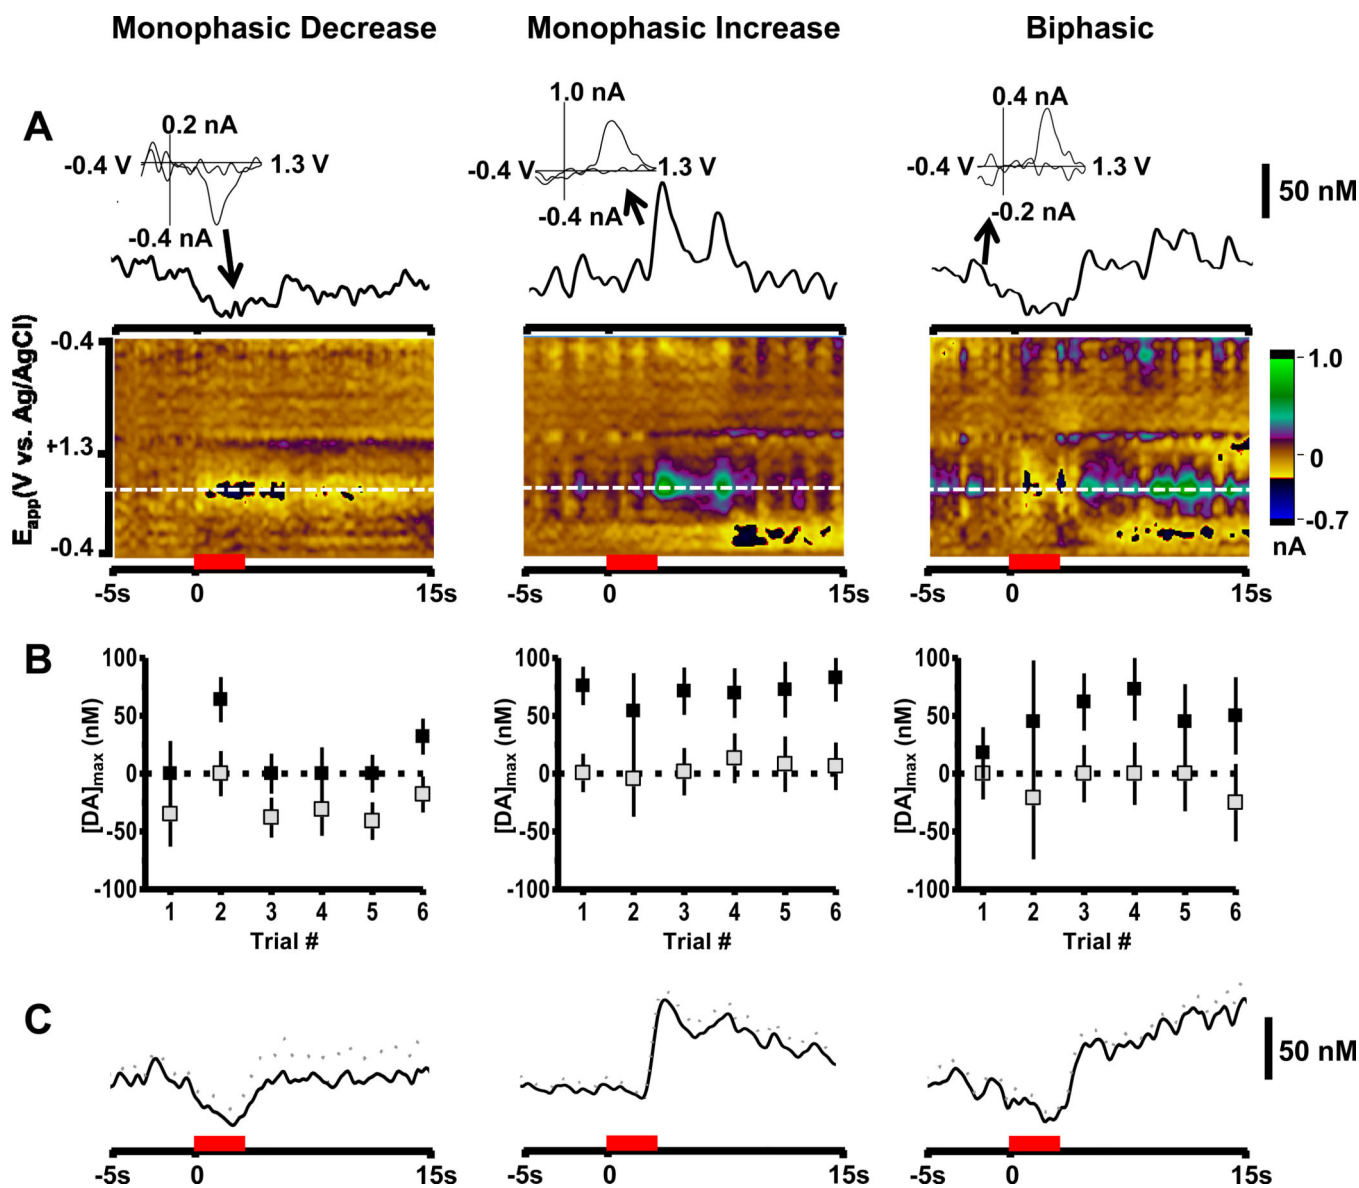 Monophasic Decrease Monophasic Increase Biphasic
A
0.2 nA
-0.4 V 1.3 V
-0.4 nA
1.0 nA
-0.4 V 1.3 V
-0.4 nA
0.4 nA
-0.4 V 1.3 V
-0.2 nA
50 nM
Eapp(V vs. Ag/AgCl)
-0.4
+1.3
-0.4
1.0
0
-0.7
nA
-5s 0 15s -5s 0 15s -5s 0 15s
B
[DA]max (nM)
100
50
0
-50
-100
1 2 3 4 5 6
Trial #
[DA]max (nM)
100
50
0
-50
-100
1 2 3 4 5 6
Trial #
[DA]max (nM)
100
50
0
-50
-100
1 2 3 4 5 6
Trial #
C
50 nM
-5s 0 15s -5s 0 15s -5s 0 15s